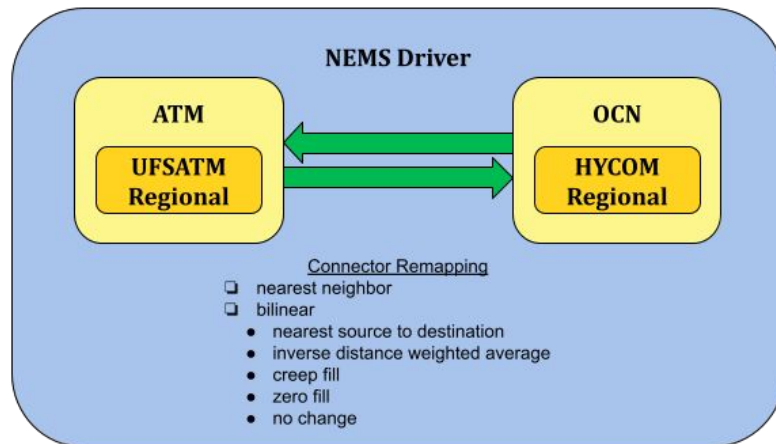 NEMS Driver
ATM
UFSATM
Regional
OCN
HYCOM
Regional
Connector Remapping
❏ nearest neighbor
❏ bilinear
● nearest source to destination
● inverse distance weighted average
● creep fill
● zero fill
● no change